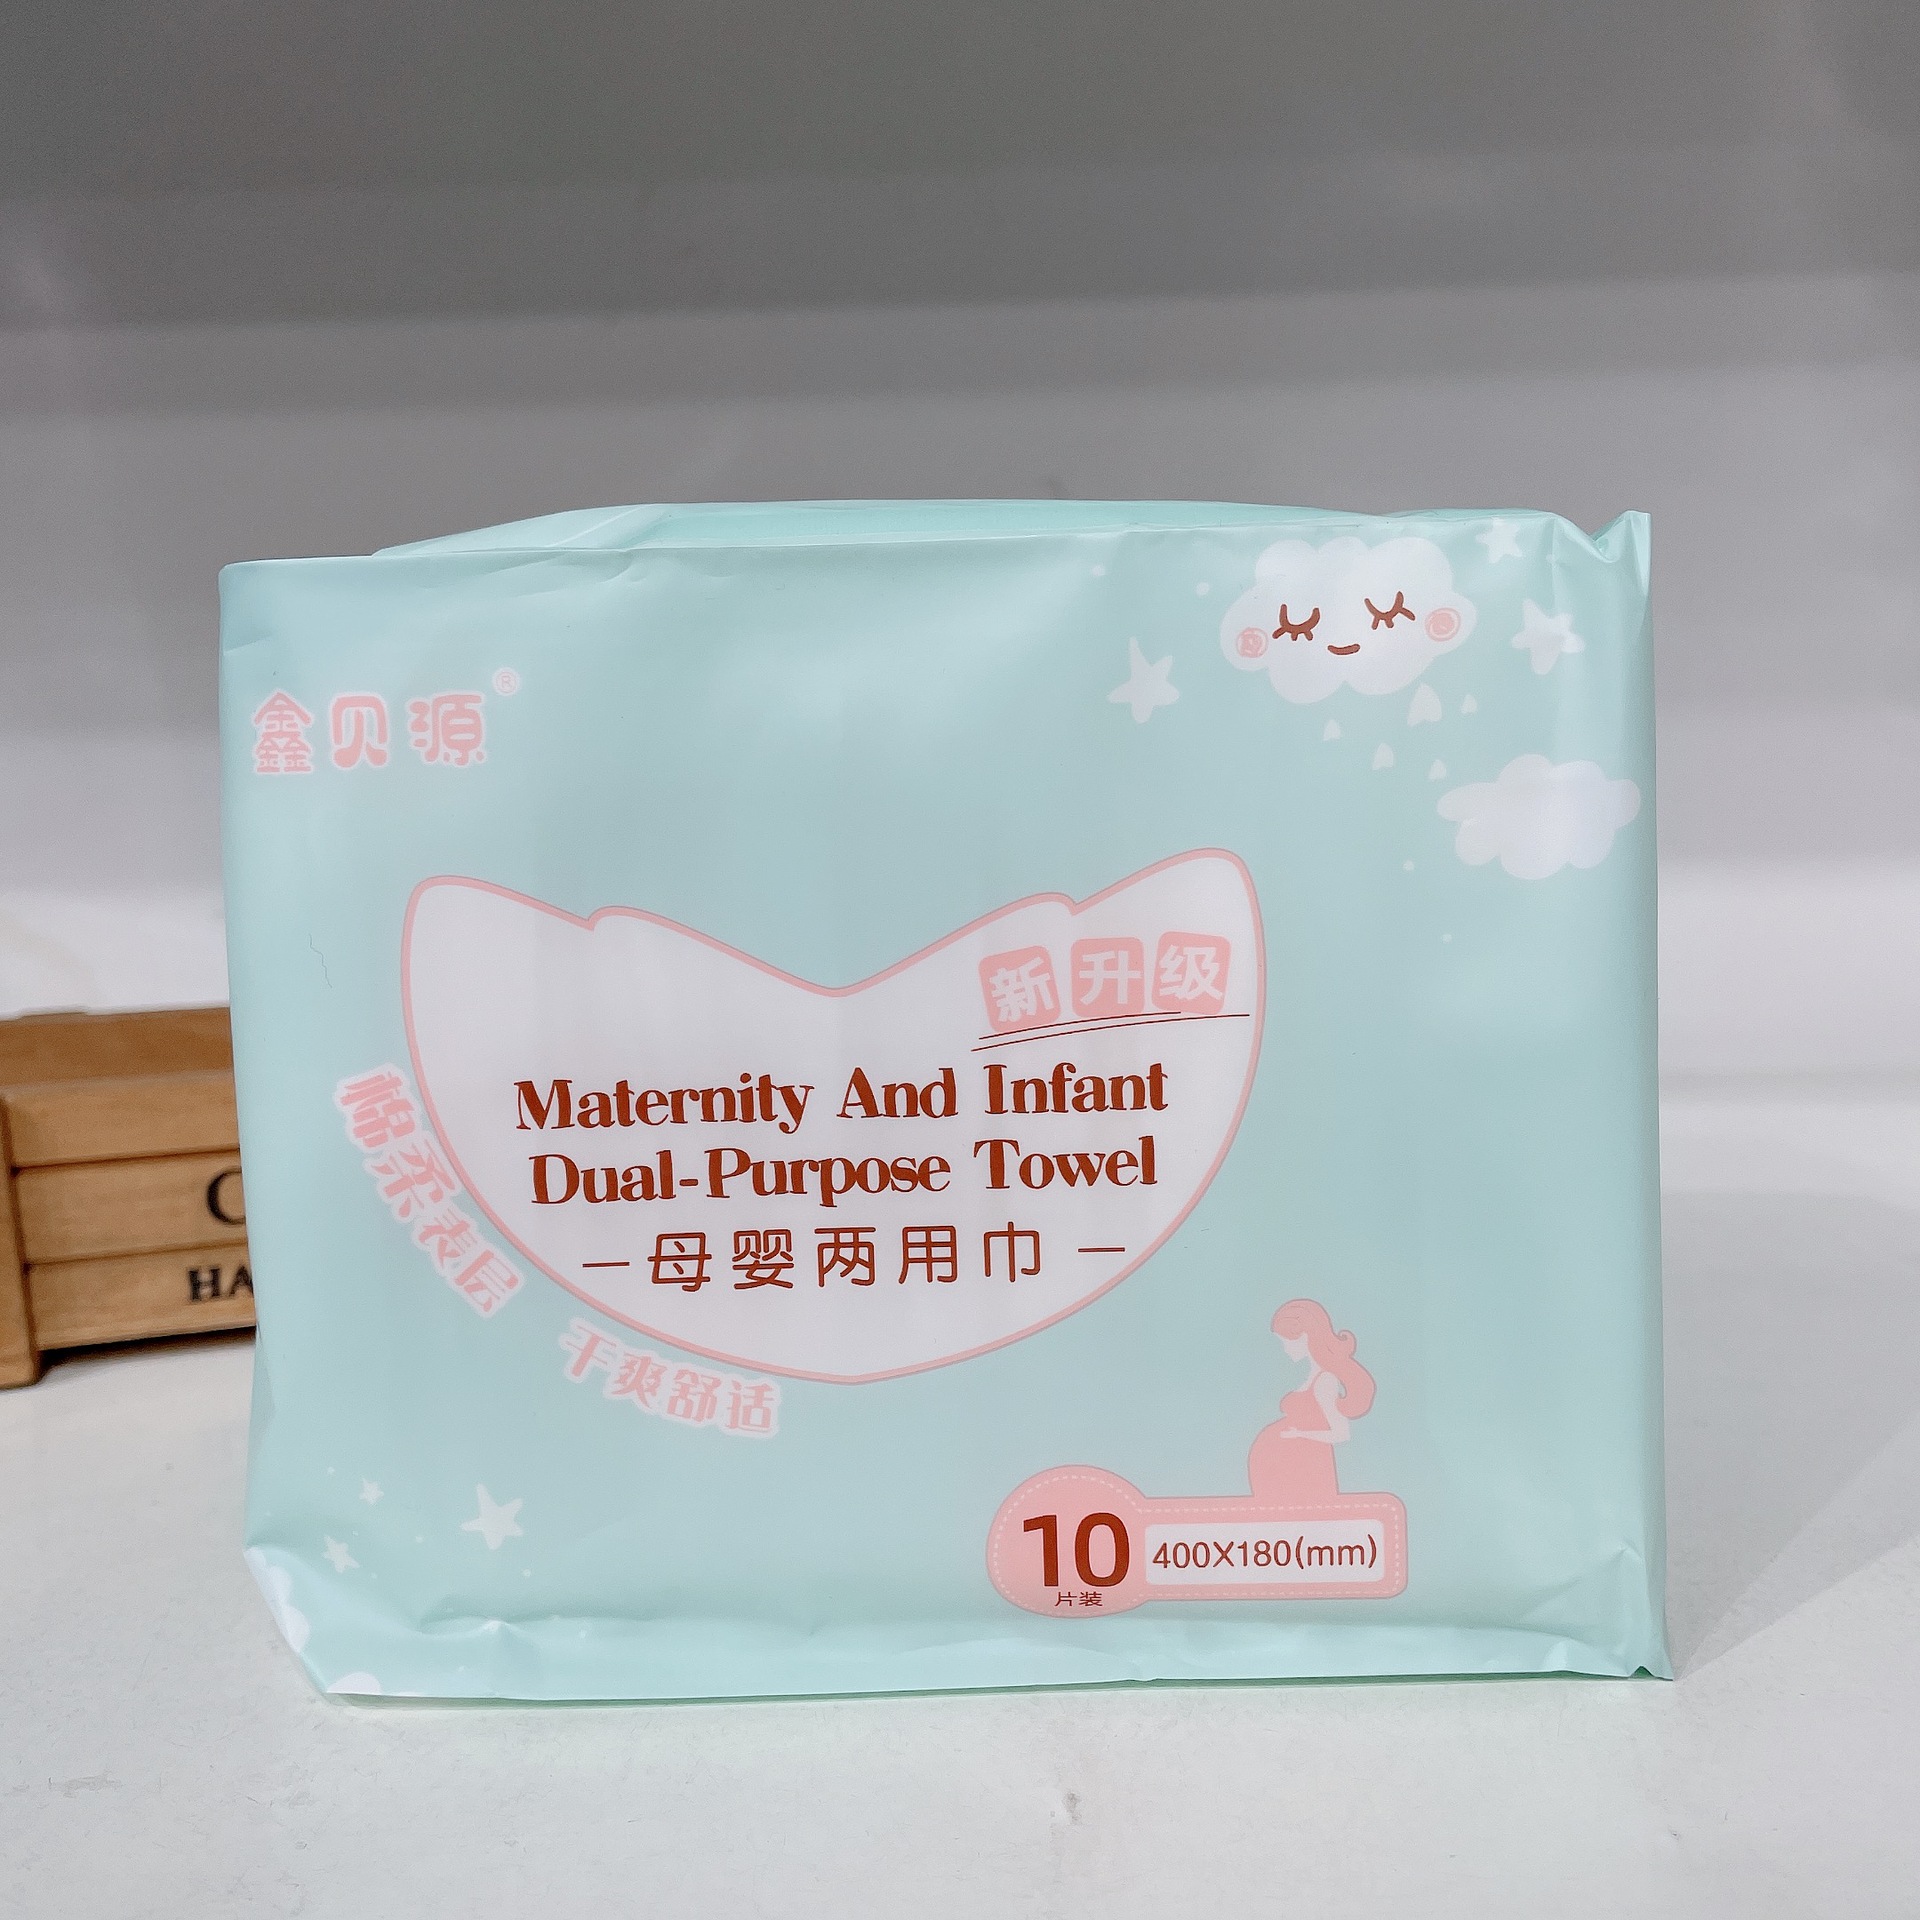 鑫贝源®
新升级
Maternity And Infant
Dual-Purpose Towel
—母婴两用巾—
棉柔表层
干爽舒适
10
片装
400X180(mm)
C
HA